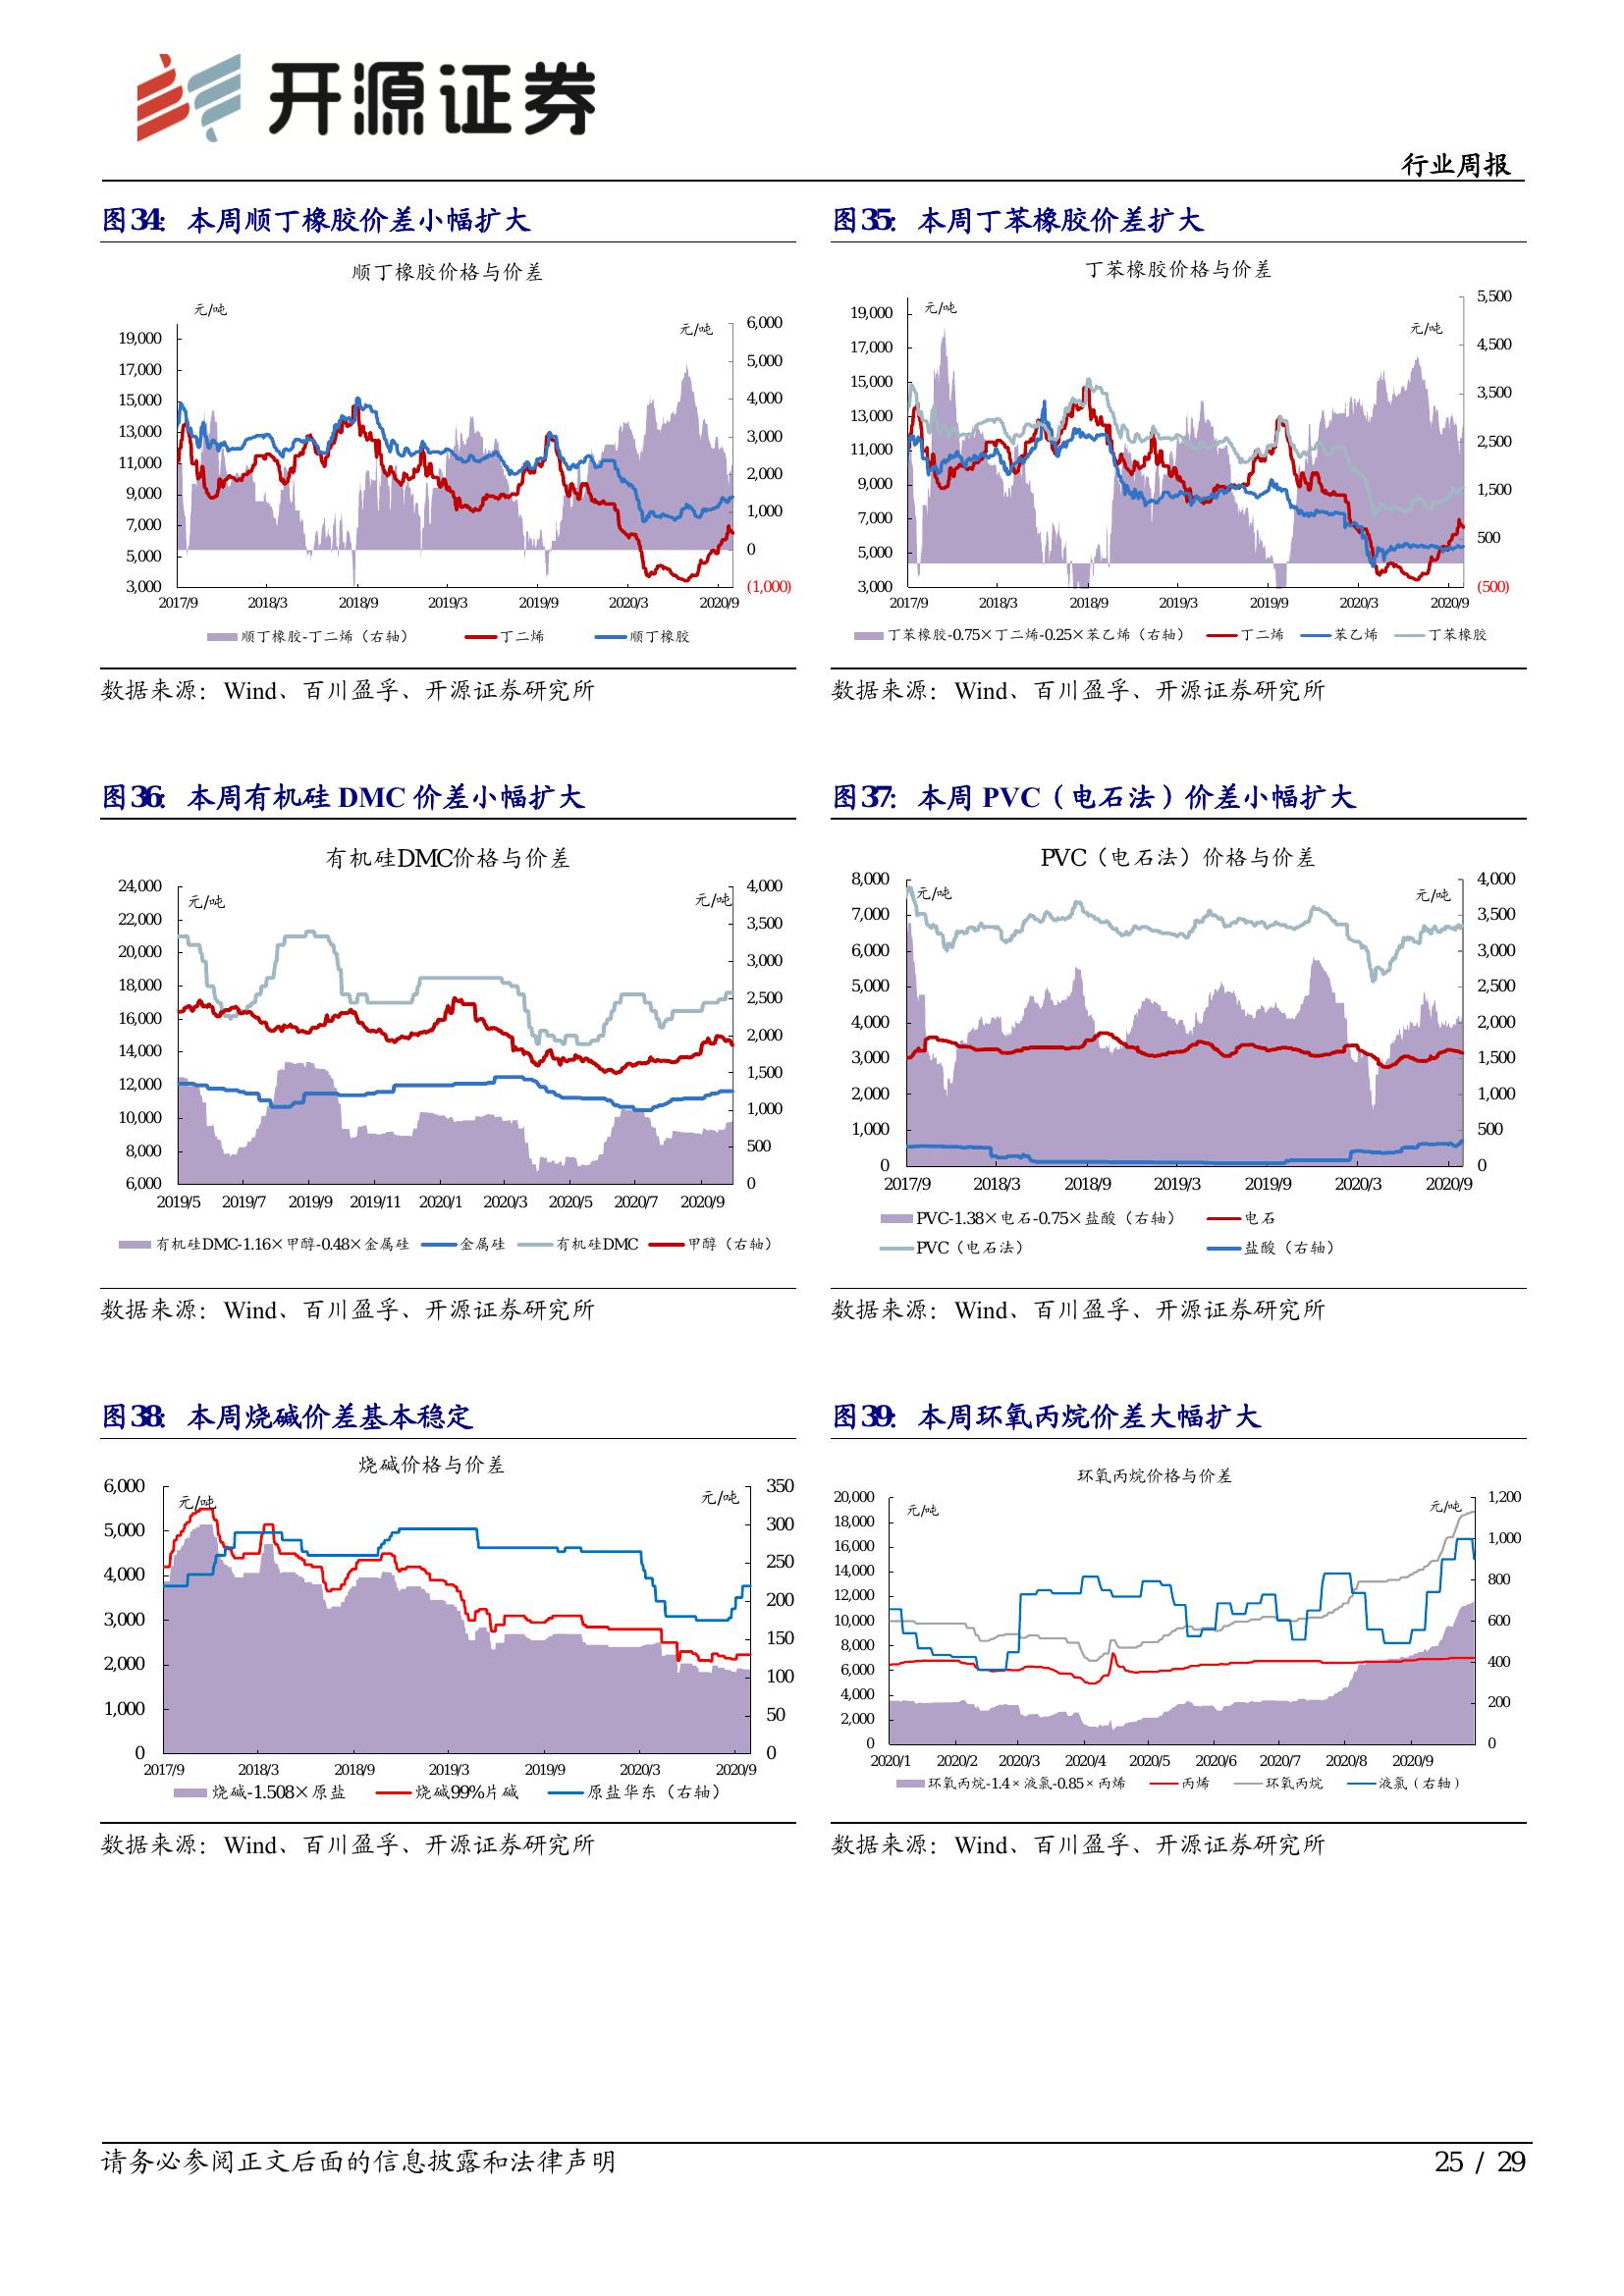 开源证券
行业周报
图34： 本周顺丁橡胶价差小幅扩大
顺丁橡胶价格与价差
元/吨
元/吨
19,000
17,000
15,000
13,000
11,000
9,000
7,000
5,000
3,000
6,000
5,000
4,000
3,000
2,000
1,000
0
(1,000)
2017/9 2018/3 2018/9 2019/3 2019/9 2020/3 2020/9
顺丁橡胶-丁二烯（右轴） 丁二烯 顺丁橡胶
数据来源：Wind、百川盈孚、开源证券研究所
图35： 本周丁苯橡胶价差扩大
丁苯橡胶价格与价差
元/吨
元/吨
19,000
17,000
15,000
13,000
11,000
9,000
7,000
5,000
3,000
5,500
4,500
3,500
2,500
1,500
500
(500)
2017/9 2018/3 2018/9 2019/3 2019/9 2020/3 2020/9
丁苯橡胶-0.75×丁二烯-0.25×苯乙烯（右轴） 丁二烯 苯乙烯 丁苯橡胶
数据来源：Wind、百川盈孚、开源证券研究所
图36： 本周有机硅 DMC 价差小幅扩大
有机硅DMC价格与价差
元/吨
元/吨
24,000
22,000
20,000
18,000
16,000
14,000
12,000
10,000
8,000
6,000
4,000
3,500
3,000
2,500
2,000
1,500
1,000
500
0
2019/5 2019/7 2019/9 2019/11 2020/1 2020/3 2020/5 2020/7 2020/9
有机硅DMC-1.16×甲醇-0.48×金属硅 金属硅 有机硅DMC 甲醇（右轴）
数据来源：Wind、百川盈孚、开源证券研究所
图37： 本周 PVC（电石法）价差小幅扩大
PVC（电石法）价格与价差
元/吨
元/吨
8,000
7,000
6,000
5,000
4,000
3,000
2,000
1,000
0
4,000
3,500
3,000
2,500
2,000
1,500
1,000
500
0
2017/9 2018/3 2018/9 2019/3 2019/9 2020/3 2020/9
PVC-1.38×电石-0.75×盐酸（右轴） 电石
PVC（电石法） 盐酸（右轴）
数据来源：Wind、百川盈孚、开源证券研究所
图38： 本周烧碱价差基本稳定
烧碱价格与价差
元/吨
元/吨
6,000
5,000
4,000
3,000
2,000
1,000
0
350
300
250
200
150
100
50
0
2017/9 2018/3 2018/9 2019/3 2019/9 2020/3 2020/9
烧碱-1.508×原盐 烧碱99%片碱 原盐华东（右轴）
数据来源：Wind、百川盈孚、开源证券研究所
图39： 本周环氧丙烷价差大幅扩大
环氧丙烷价格与价差
元/吨
元/吨
20,000
18,000
16,000
14,000
12,000
10,000
8,000
6,000
4,000
2,000
0
1,200
1,000
800
600
400
200
0
2020/1 2020/2 2020/3 2020/4 2020/5 2020/6 2020/7 2020/8 2020/9
环氧丙烷-1.4×液氯-0.85×丙烯 丙烯 环氧丙烷 液氯（右轴）
数据来源：Wind、百川盈孚、开源证券研究所
请务必参阅正文后面的信息披露和法律声明
25 / 29